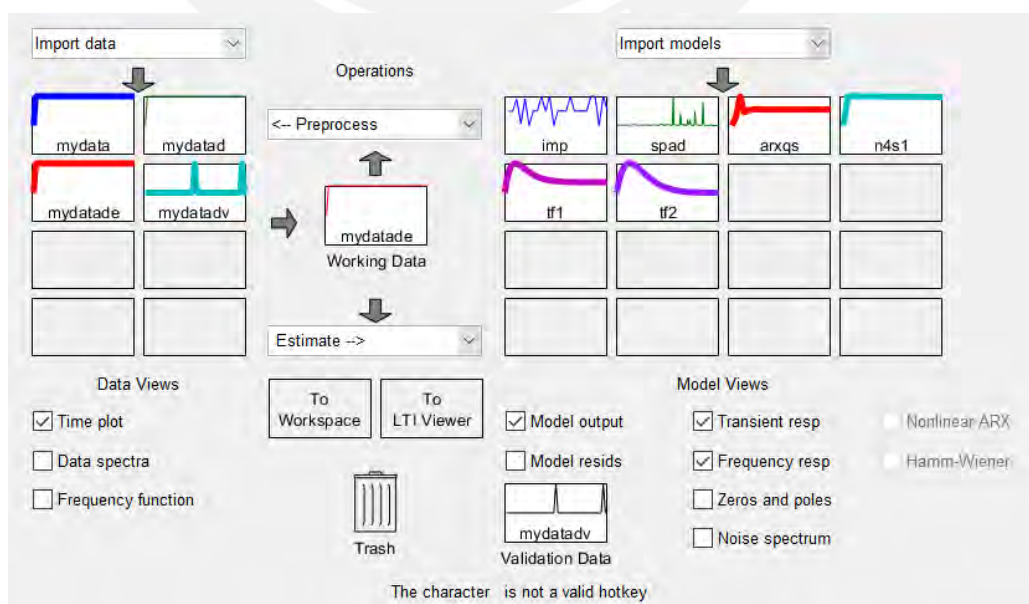 Import data
Import models
Operations
<-- Preprocess
mydata
mydatad
imp
spad
arxqs
n4s1
mydatade
mydatadv
mydatade
tf1
tf2
Working Data
Estimate -->
Data Views
Model Views
To
Workspace
To
LTI Viewer
Time plot
Model output
Transient resp
Nonlinear ARX
Data spectra
Model resids
Frequency resp
Hamm-Wiener
Frequency function
Zeros and poles
mydatadv
Noise spectrum
Trash
Validation Data
The character is not a valid hotkey